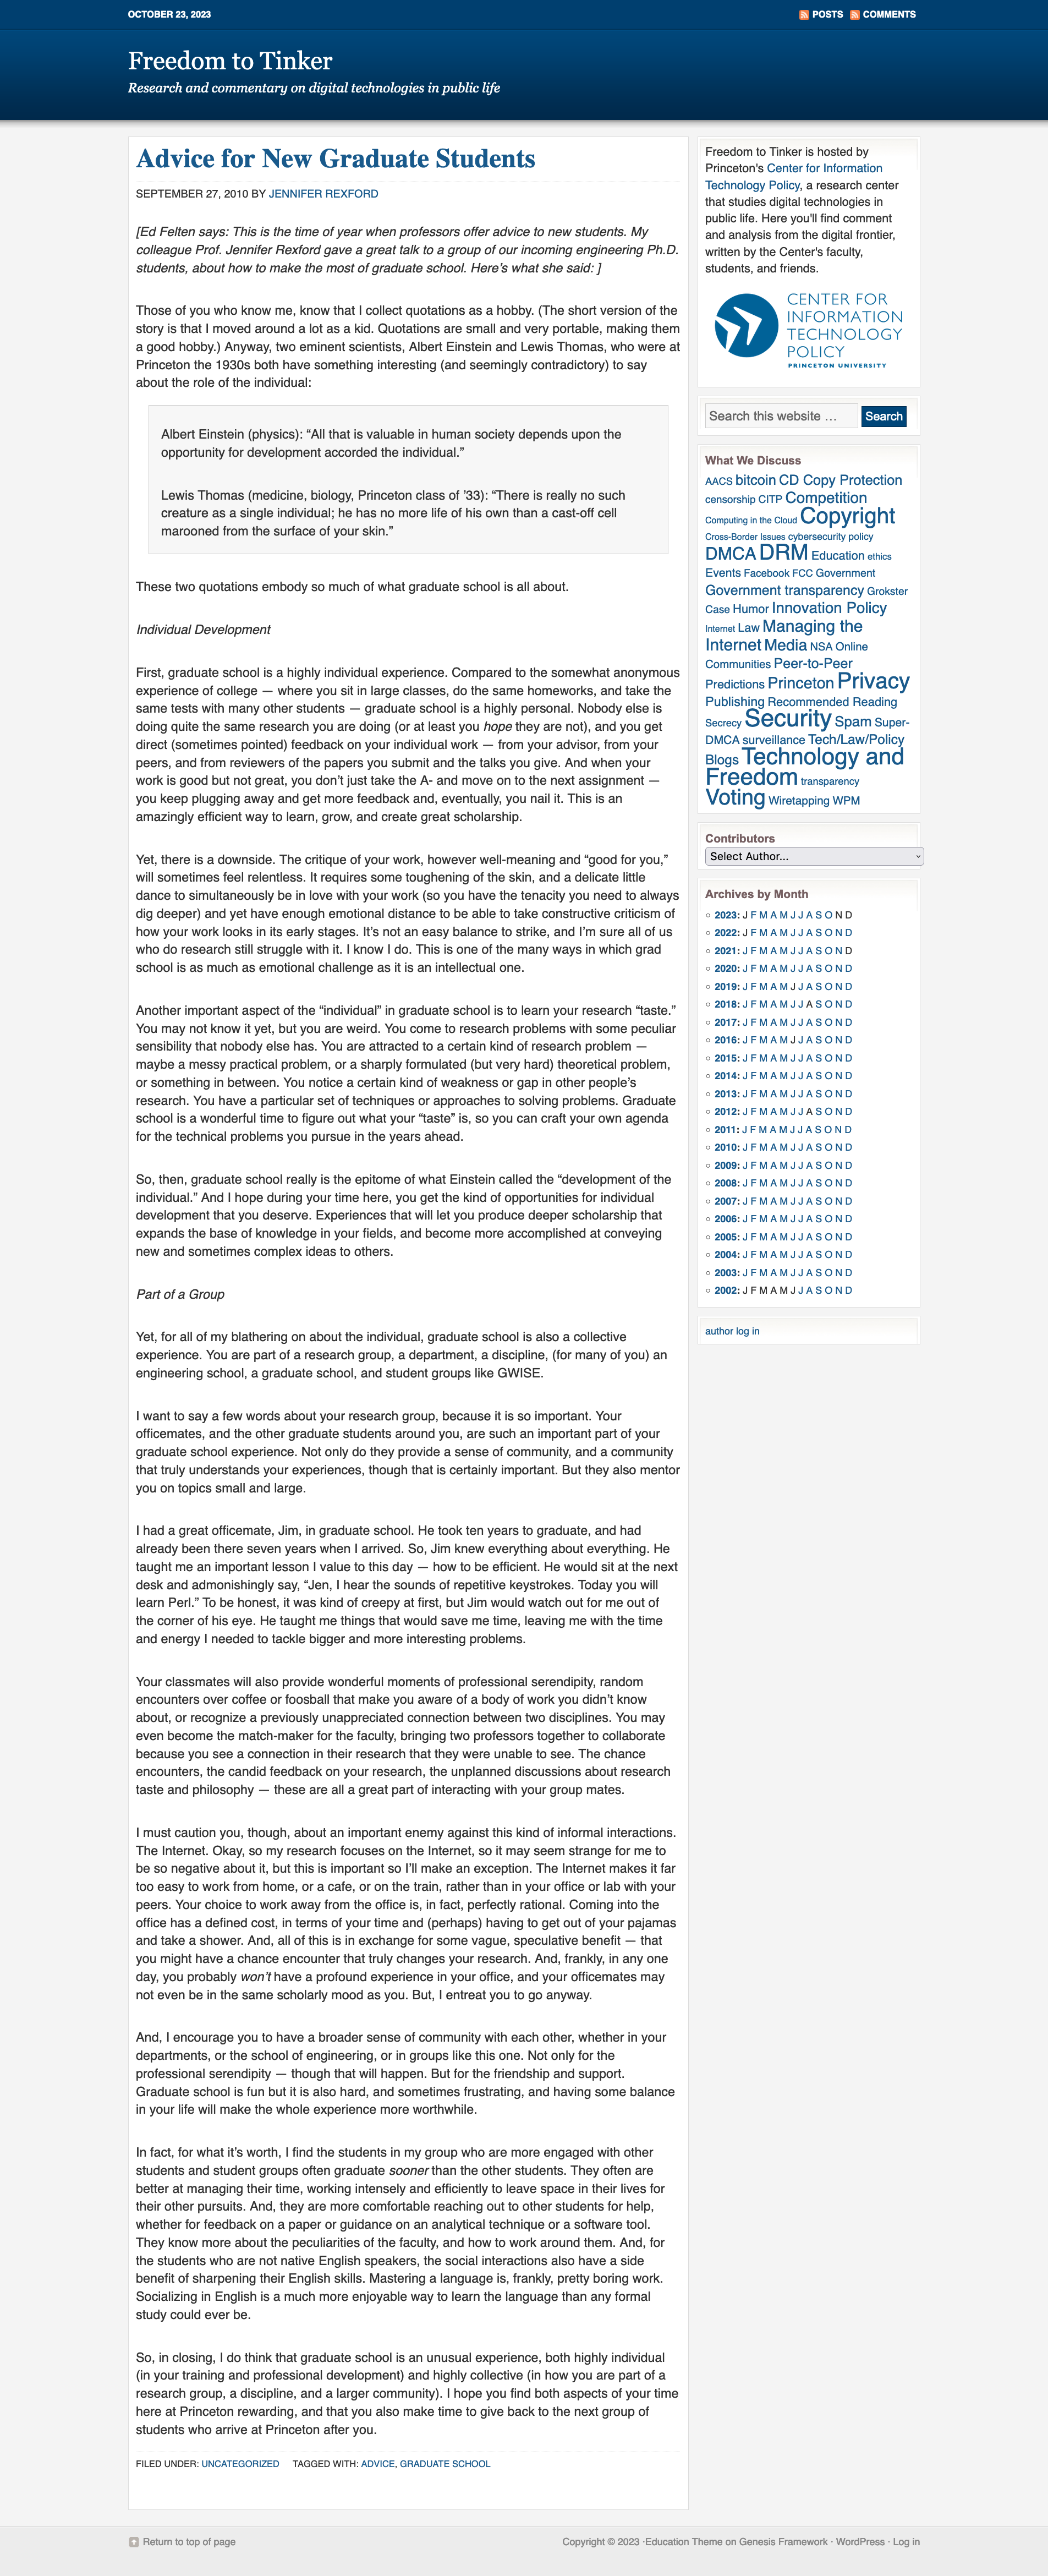 OCTOBER 23, 2023
POSTS COMMENTS
Freedom to Tinker
Research and commentary on digital technologies in public life
Advice for New Graduate Students
SEPTEMBER 27, 2010 BY JENNIFER REXFORD
[Ed Felten says: This is the time of year when professors offer advice to new students. My
colleague Prof. Jennifer Rexford gave a great talk to a group of our incoming engineering Ph.D.
students, about how to make the most of graduate school. Here’s what she said: ]
Those of you who know me, know that I collect quotations as a hobby. (The short version of the
story is that I moved around a lot as a kid. Quotations are small and very portable, making them
a good hobby.) Anyway, two eminent scientists, Albert Einstein and Lewis Thomas, who were at
Princeton the 1930s both have something interesting (and seemingly contradictory) to say
about the role of the individual:
Albert Einstein (physics): “All that is valuable in human society depends upon the
opportunity for development accorded the individual.”
Lewis Thomas (medicine, biology, Princeton class of ’33): “There is really no such
creature as a single individual; he has no more life of his own than a cast-off cell
marooned from the surface of your skin.”
These two quotations embody so much of what graduate school is all about.
Individual Development
First, graduate school is a highly individual experience. Compared to the somewhat anonymous
experience of college — where you sit in large classes, do the same homeworks, and take the
same tests with many other students — graduate school is a highly personal. Nobody else is
doing quite the same research you are doing (or at least you hope they are not), and you get
direct (sometimes pointed) feedback on your individual work — from your advisor, from your
peers, and from reviewers of the papers you submit and the talks you give. And when your
work is good but not great, you don’t just take the A- and move on to the next assignment —
you keep plugging away and get more feedback and, eventually, you nail it. This is an
amazingly efficient way to learn, grow, and create great scholarship.
Yet, there is a downside. The critique of your work, however well-meaning and “good for you,”
will sometimes feel relentless. It requires some toughening of the skin, and a delicate little
dance to simultaneously be in love with your work (so you have the tenacity you need to always
dig deeper) and yet have enough emotional distance to be able to take constructive criticism of
how your work looks in its early stages. It’s not an easy balance to strike, and I’m sure all of us
who do research still struggle with it. I know I do. This is one of the many ways in which grad
school is as much as emotional challenge as it is an intellectual one.
Another important aspect of the “individual” in graduate school is to learn your research “taste.”
You may not know it yet, but you are weird. You come to research problems with some peculiar
sensibility that nobody else has. You are attracted to a certain kind of research problem —
maybe a messy practical problem, or a sharply formulated (but very hard) theoretical problem,
or something in between. You notice a certain kind of weakness or gap in other people’s
research. You have a particular set of techniques or approaches to solving problems. Graduate
school is a wonderful time to figure out what your “taste” is, so you can craft your own agenda
for the technical problems you pursue in the years ahead.
So, then, graduate school really is the epitome of what Einstein called the “development of the
individual.” And I hope during your time here, you get the kind of opportunities for individual
development that you deserve. Experiences that will let you produce deeper scholarship that
expands the base of knowledge in your fields, and become more accomplished at conveying
new and sometimes complex ideas to others.
Part of a Group
Yet, for all of my blathering on about the individual, graduate school is also a collective
experience. You are part of a research group, a department, a discipline, (for many of you) an
engineering school, a graduate school, and student groups like GWISE.
I want to say a few words about your research group, because it is so important. Your
officemates, and the other graduate students around you, are such an important part of your
graduate school experience. Not only do they provide a sense of community, and a community
that truly understands your experiences, though that is certainly important. But they also mentor
you on topics small and large.
I had a great officemate, Jim, in graduate school. He took ten years to graduate, and had
already been there seven years when I arrived. So, Jim knew everything about everything. He
taught me an important lesson I value to this day — how to be efficient. He would sit at the next
desk and admonishingly say, “Jen, I hear the sounds of repetitive keystrokes. Today you will
learn Perl.” To be honest, it was kind of creepy at first, but Jim would watch out for me out of
the corner of his eye. He taught me things that would save me time, leaving me with the time
and energy I needed to tackle bigger and more interesting problems.
Your classmates will also provide wonderful moments of professional serendipity, random
encounters over coffee or foosball that make you aware of a body of work you didn’t know
about, or recognize a previously unappreciated connection between two disciplines. You may
even become the match-maker for the faculty, bringing two professors together to collaborate
because you see a connection in their research that they were unable to see. The chance
encounters, the candid feedback on your research, the unplanned discussions about research
taste and philosophy — these are all a great part of interacting with your group mates.
I must caution you, though, about an important enemy against this kind of informal interactions.
The Internet. Okay, so my research focuses on the Internet, so it may seem strange for me to
be so negative about it, but this is important so I’ll make an exception. The Internet makes it far
too easy to work from home, or a cafe, or on the train, rather than in your office or lab with your
peers. Your choice to work away from the office is, in fact, perfectly rational. Coming into the
office has a defined cost, in terms of your time and (perhaps) having to get out of your pajamas
and take a shower. And, all of this is in exchange for some vague, speculative benefit — that
you might have a chance encounter that truly changes your research. And, frankly, in any one
day, you probably won’t have a profound experience in your office, and your officemates may
not even be in the same scholarly mood as you. But, I entreat you to go anyway.
And, I encourage you to have a broader sense of community with each other, whether in your
departments, or the school of engineering, or in groups like this one. Not only for the
professional serendipity — though that will happen. But for the friendship and support.
Graduate school is fun but it is also hard, and sometimes frustrating, and having some balance
in your life will make the whole experience more worthwhile.
In fact, for what it’s worth, I find the students in my group who are more engaged with other
students and student groups often graduate sooner than the other students. They often are
better at managing their time, working intensely and efficiently to leave space in their lives for
their other pursuits. And, they are more comfortable reaching out to other students for help,
whether for feedback on a paper or guidance on an analytical technique or a software tool.
They know more about the peculiarities of the faculty, and how to work around them. And, for
the students who are not native English speakers, the social interactions also have a side
benefit of sharpening their English skills. Mastering a language is, frankly, pretty boring work.
Socializing in English is a much more enjoyable way to learn the language than any formal
study could ever be.
So, in closing, I do think that graduate school is an unusual experience, both highly individual
(in your training and professional development) and highly collective (in how you are part of a
research group, a discipline, and a larger community). I hope you find both aspects of your time
here at Princeton rewarding, and that you also make time to give back to the next group of
students who arrive at Princeton after you.
FILED UNDER: UNCATEGORIZED TAGGED WITH: ADVICE, GRADUATE SCHOOL
Freedom to Tinker is hosted by
Princeton's Center for Information
Technology Policy, a research center
that studies digital technologies in
public life. Here you'll find comment
and analysis from the digital frontier,
written by the Center's faculty,
students, and friends.
CENTER FOR
INFORMATION
TECHNOLOGY
POLICY
PRINCETON UNIVERSITY
Search this website … Search
What We Discuss
AACS bitcoin CD Copy Protection
censorship CITP Competition
Computing in the Cloud Copyright
Cross-Border Issues cybersecurity policy
DMCA DRM Education ethics
Events Facebook FCC Government
Government transparency Grokster
Case Humor Innovation Policy
Internet Law Managing the
Internet Media NSA Online
Communities Peer-to-Peer
Predictions Princeton Privacy
Publishing Recommended Reading
Secrecy Security Spam Super-
DMCA surveillance Tech/Law/Policy
Blogs Technology and
Freedom transparency
Voting Wiretapping WPM
Contributors
Select Author...
Archives by Month
2023: J F M A M J J A S O N D
2022: J F M A M J J A S O N D
2021: J F M A M J J A S O N D
2020: J F M A M J J A S O N D
2019: J F M A M J J A S O N D
2018: J F M A M J J A S O N D
2017: J F M A M J J A S O N D
2016: J F M A M J J A S O N D
2015: J F M A M J J A S O N D
2014: J F M A M J J A S O N D
2013: J F M A M J J A S O N D
2012: J F M A M J J A S O N D
2011: J F M A M J J A S O N D
2010: J F M A M J J A S O N D
2009: J F M A M J J A S O N D
2008: J F M A M J J A S O N D
2007: J F M A M J J A S O N D
2006: J F M A M J J A S O N D
2005: J F M A M J J A S O N D
2004: J F M A M J J A S O N D
2003: J F M A M J J A S O N D
2002: J F M A M J J A S O N D
author log in
Return to top of page
Copyright © 2023 ·Education Theme on Genesis Framework · WordPress · Log in